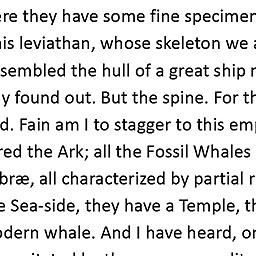 ere they have some fine specimen
is leviathan, whose skeleton we a
sembled the hull of a great ship
y found out. But the spine. For th
d. Fain am I to stagger to this emp
red the Ark; all the Fossil Whales
bræ, all characterized by partial r
e Sea-side, they have a Temple, th
odern whale. And I have heard, or